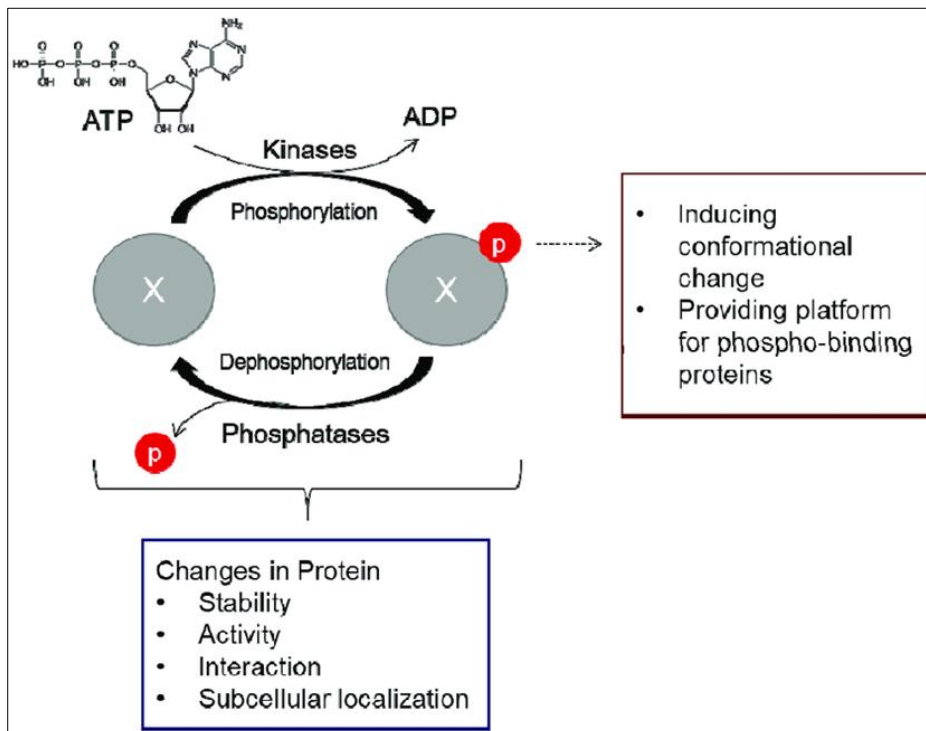 NH₂
N
N
N
N
O
O
O
HO-P-O-P-O-P-O
OH
OH
OH
O
OH
OH
ATP
ADP
Kinases
Phosphorylation
X
X
p
Dephosphorylation
Phosphatases
p
• Inducing
conformational
change
• Providing platform
for phospho-binding
proteins
Changes in Protein
• Stability
• Activity
• Interaction
• Subcellular localization